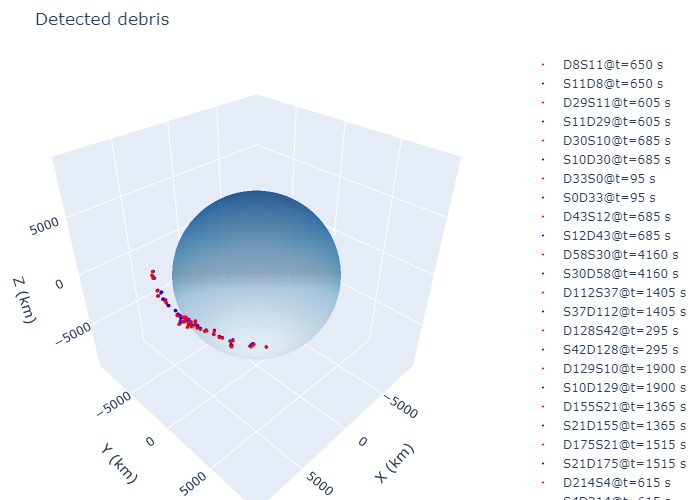 Detected debris
D8S11@t=650 s
S11D8@t=650 s
D29S11@t=605 s
S11D29@t=605 s
D30S10@t=685 s
S10D30@t=685 s
D33S0@t=95 s
S0D33@t=95 s
D43S12@t=685 s
S12D43@t=685 s
D58S30@t=4160 s
S30D58@t=4160 s
D112S37@t=1405 s
S37D112@t=1405 s
D128S42@t=295 s
S42D128@t=295 s
D129S10@t=1900 s
S10D129@t=1900 s
D155S21@t=1365 s
S21D155@t=1365 s
D175S21@t=1515 s
S21D175@t=1515 s
D214S4@t=615 s
S4D214@t=615 s
5000
0
−5000
Z (km)
−5000
0
5000
Y (km)
−5000
0
5000
X (km)